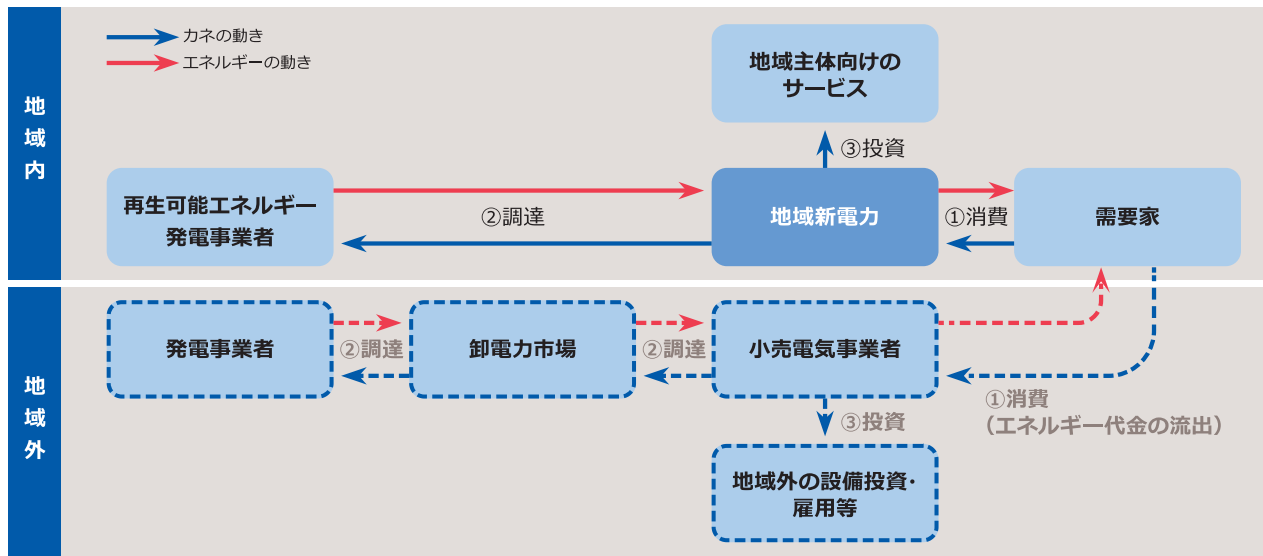 地域内
カネの動き
エネルギーの動き
地域主体向けの
サービス
③投資
再生可能エネルギー
発電事業者
②調達
地域新電力
①消費
需要家
地域外
発電事業者
②調達
卸電力市場
②調達
小売電気事業者
①消費
（エネルギー代金の流出）
③投資
地域外の設備投資・
雇用等